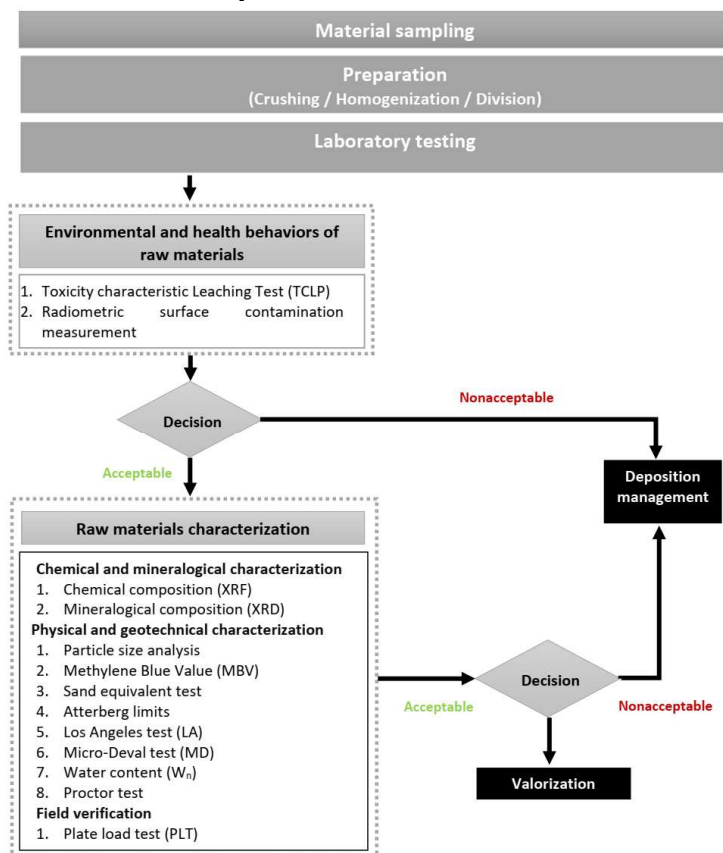 Material sampling
Preparation
(Crushing / Homogenization / Division)
Laboratory testing
Environmental and health behaviors of
raw materials
1. Toxicity characteristic Leaching Test (TCLP)
2. Radiometric surface contamination
measurement
Decision
Nonacceptable
Acceptable
Deposition
management
Raw materials characterization
Chemical and mineralogical characterization
1. Chemical composition (XRF)
2. Mineralogical composition (XRD)
Physical and geotechnical characterization
1. Particle size analysis
2. Methylene Blue Value (MBV)
3. Sand equivalent test
4. Atterberg limits
5. Los Angeles test (LA)
6. Micro-Deval test (MD)
7. Water content (Wₙ)
8. Proctor test
Field verification
1. Plate load test (PLT)
Decision
Acceptable
Nonacceptable
Valorization